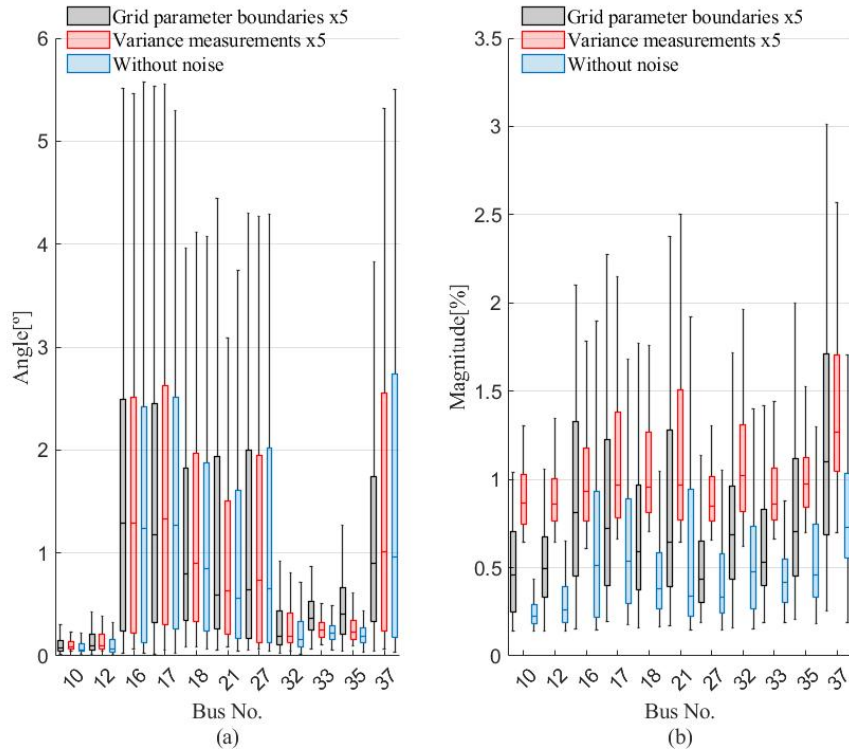 Grid parameter boundaries x5
Variance measurements x5
Without noise
6
5
4
3
2
1
0
Angle[º]
10 12 16 17 18 21 27 32 33 35 37
Bus No.
(a)
Grid parameter boundaries x5
Variance measurements x5
Without noise
3.5
3
2.5
2
1.5
1
0.5
0
Magnitude[%]
10 12 16 17 18 21 27 32 33 35 37
Bus No.
(b)